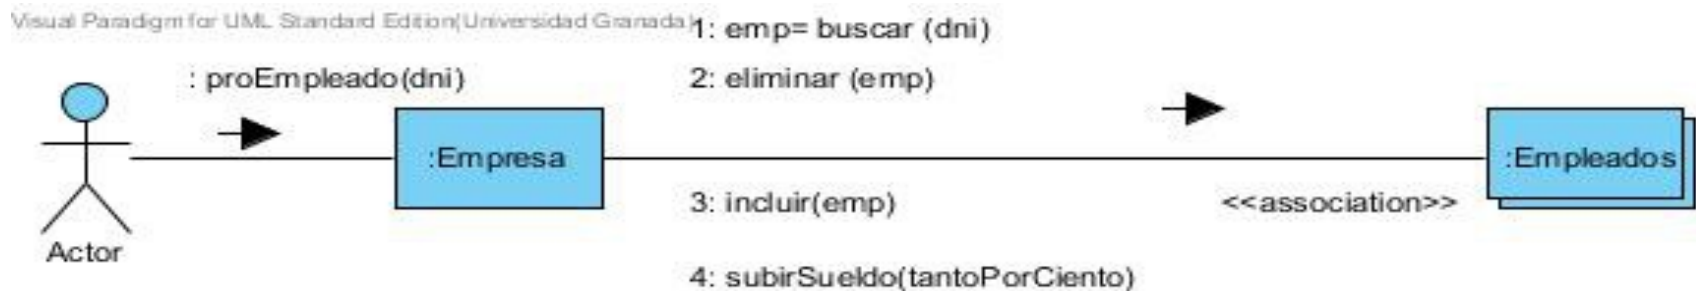 Visual Paradigm for UML Standard Edition(Universidad Granada)
1: emp= buscar (dni)
: proEmpleado(dni)
2: eliminar (emp)
:Empresa
:Empleados
3: incluir(emp)
<<association>>
Actor
4: subirSueldo(tantoPorCiento)